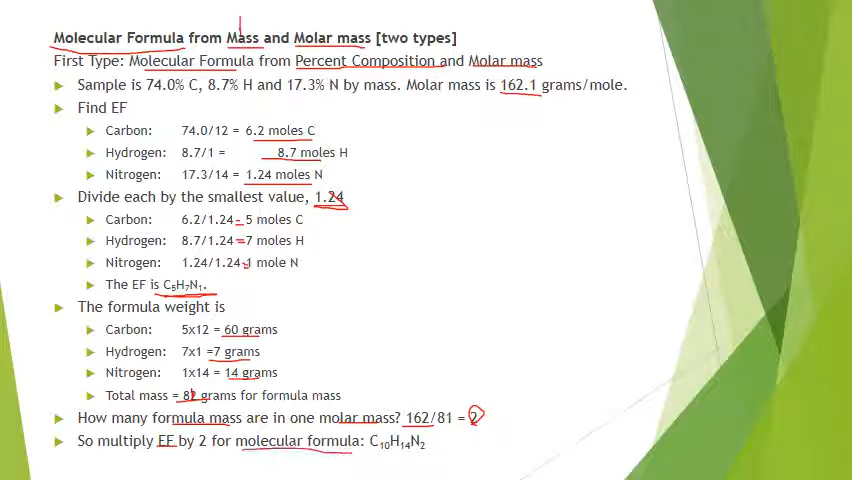 Molecular Formula from Mass and Molar mass [two types]
First Type: Molecular Formula from Percent Composition and Molar mass
Sample is 74.0% C, 8.7% H and 17.3% N by mass. Molar mass is 162.1 grams/mole.
Find EF
Carbon: 74.0/12 = 6.2 moles C
Hydrogen: 8.7/1 = 8.7 moles H
Nitrogen: 17.3/14 = 1.24 moles N
Divide each by the smallest value, 1.24
Carbon: 6.2/1.24 = 5 moles C
Hydrogen: 8.7/1.24 =7 moles H
Nitrogen: 1.24/1.24 = 1 mole N
The EF is C₅H₇N₁.
The formula weight is
Carbon: 5x12 = 60 grams
Hydrogen: 7x1 =7 grams
Nitrogen: 1x14 = 14 grams
Total mass = grams for formula mass
How many formula mass are in one molar mass? 162/81 = 2
So multiply EF by 2 for molecular formula: C₁₀H₁₄N₂